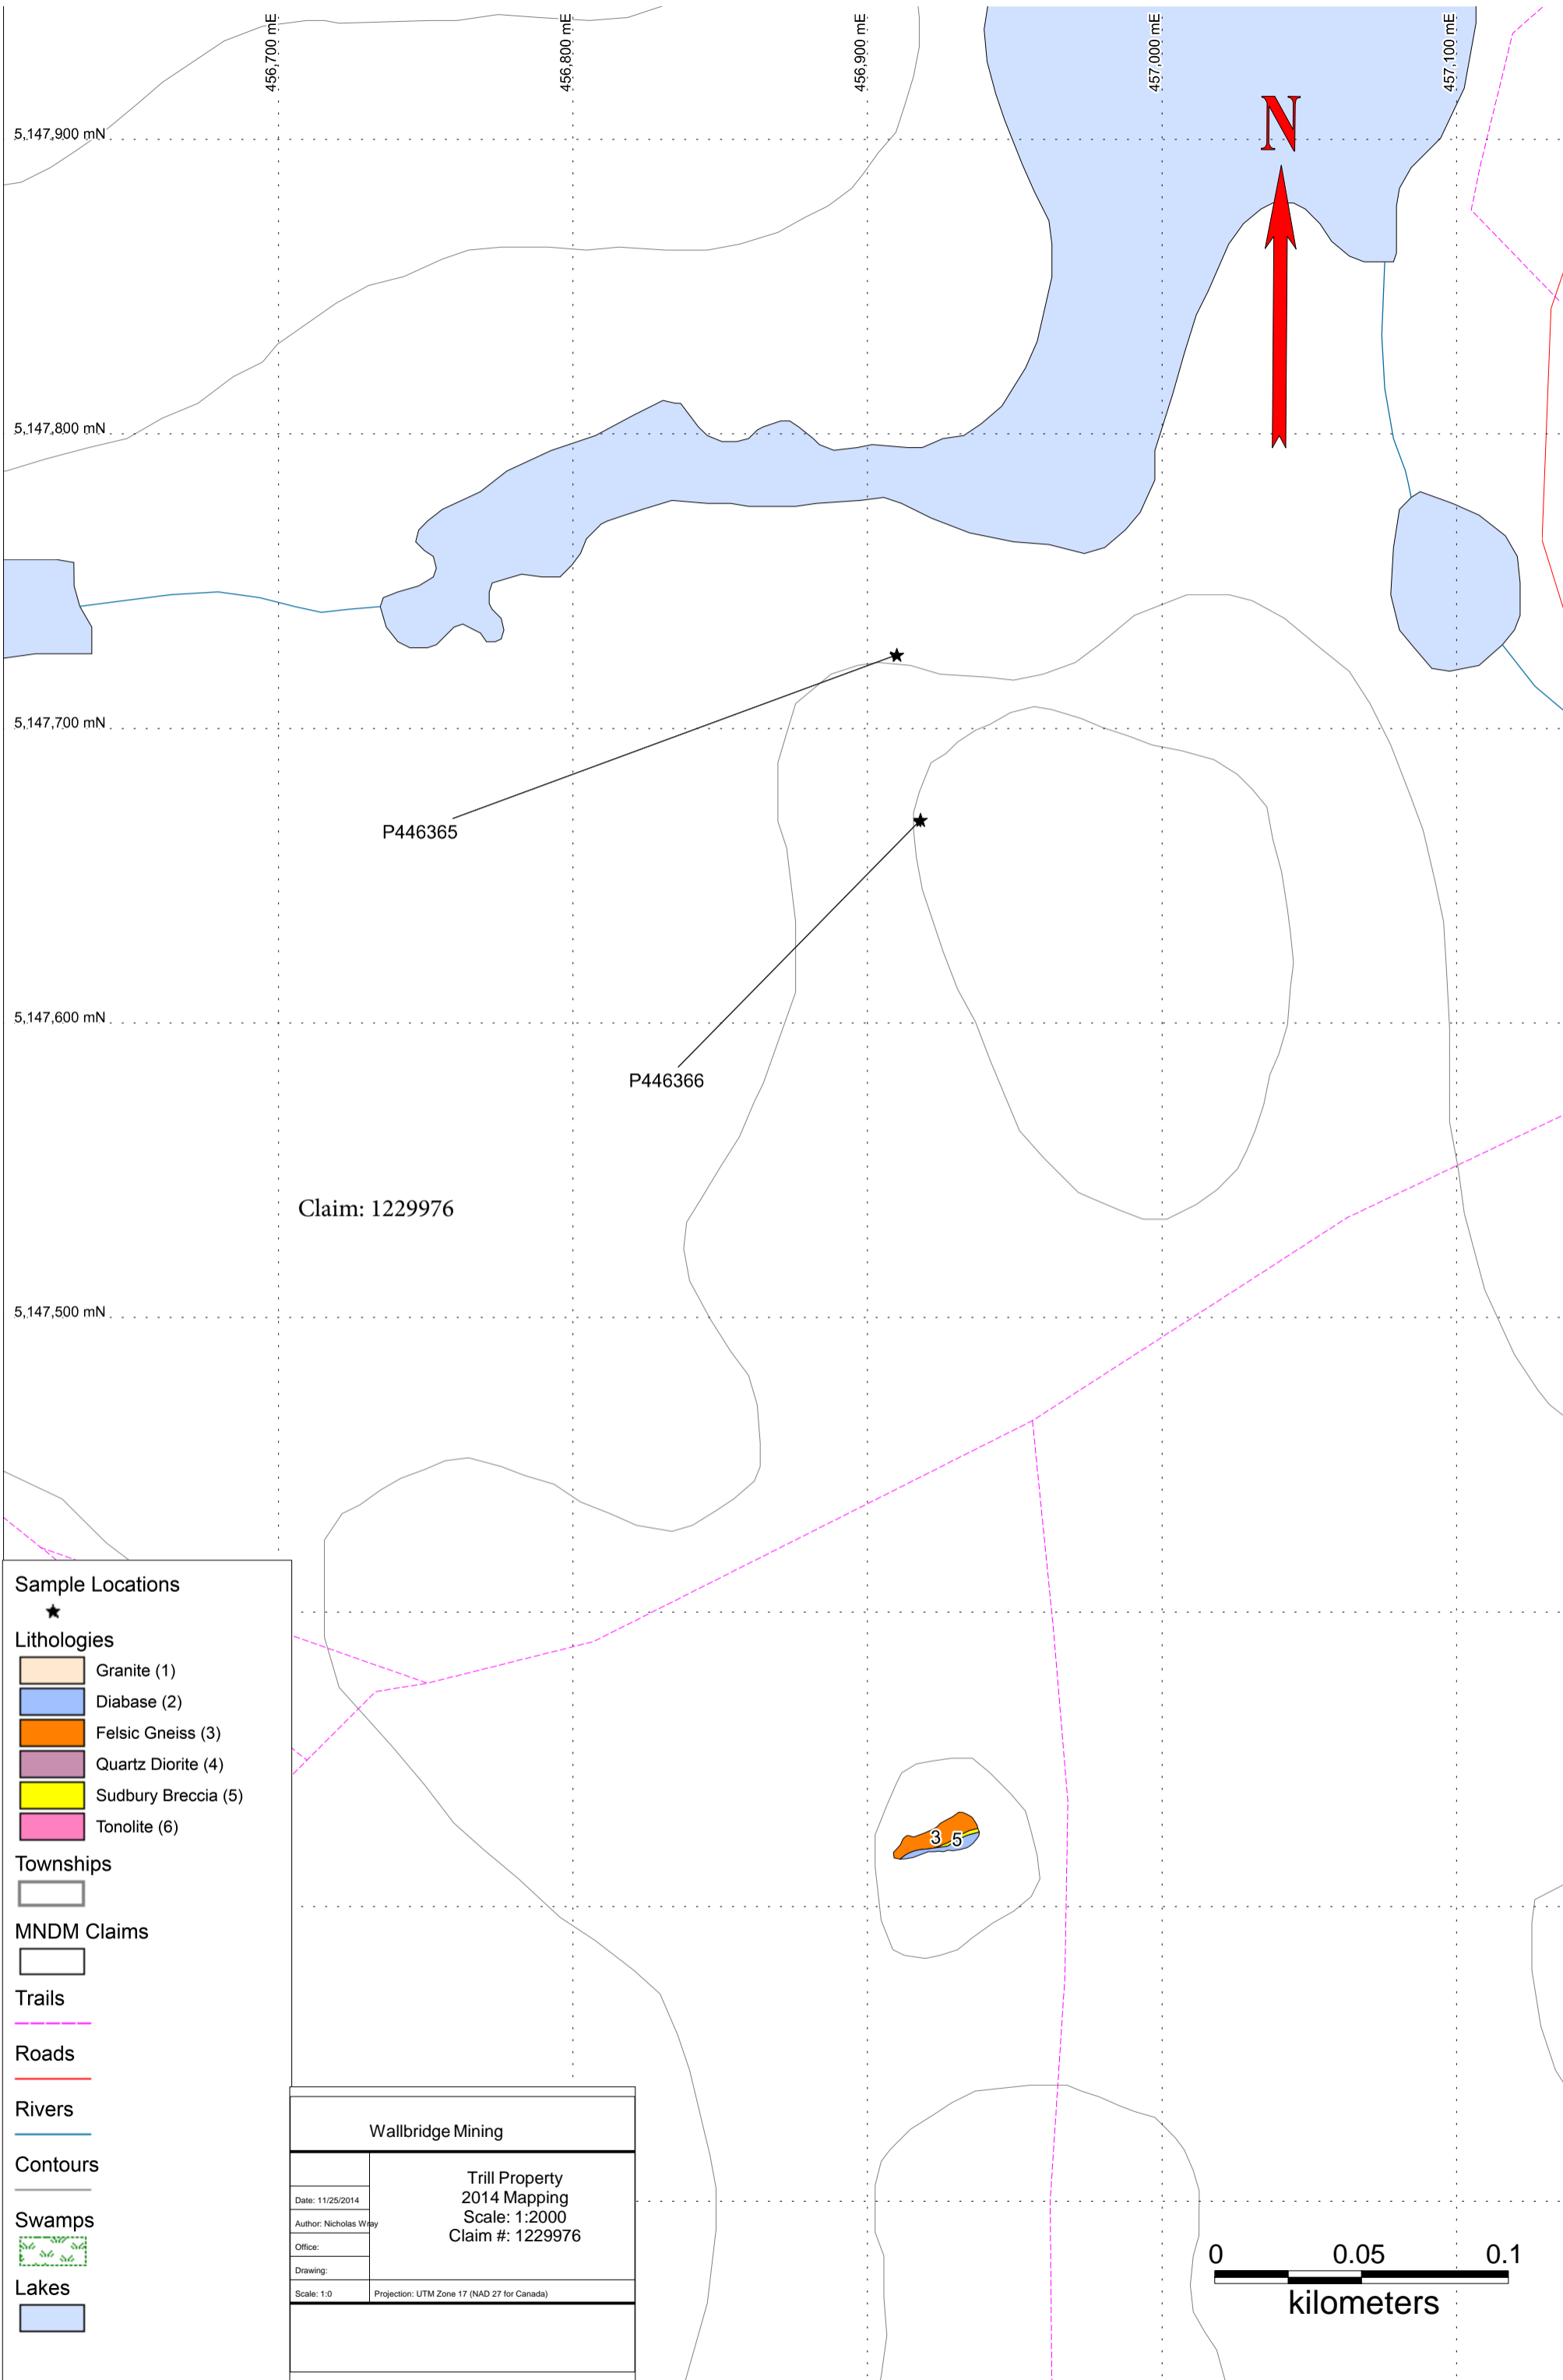 456,700 mE
456,800 mE
456,900 mE
457,000 mE
457,100 mE
N
5,147,900 mN
5,147,800 mN
5,147,700 mN
P446365
5,147,600 mN
P446366
Claim: 1229976
5,147,500 mN
Sample Locations
Lithologies
Granite (1)
Diabase (2)
Felsic Gneiss (3)
Quartz Diorite (4)
Sudbury Breccia (5)
Tonolite (6)
3 5
Townships
MNDM Claims
Trails
Roads
Rivers
Contours
Swamps
Lakes
Wallbridge Mining
Trill Property
2014 Mapping
Scale: 1:2000
Claim #: 1229976
Date: 11/25/2014
Author: Nicholas Wray
Office:
Drawing:
Scale: 1:0
Projection: UTM Zone 17 (NAD 27 for Canada)
0 0.05 0.1
kilometers